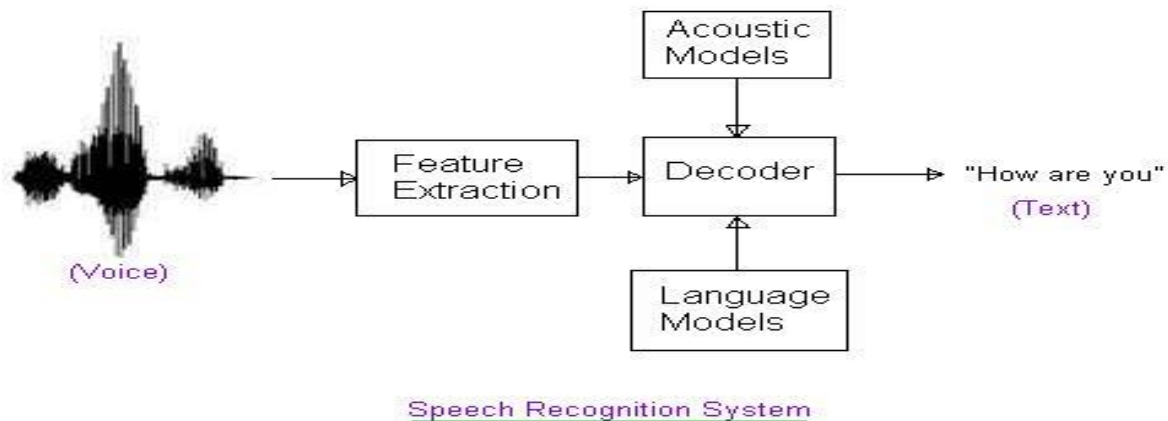 Acoustic
Models
Feature
Extraction
Decoder
"How are you"
(Text)
(Voice)
Language
Models
Speech Recognition System